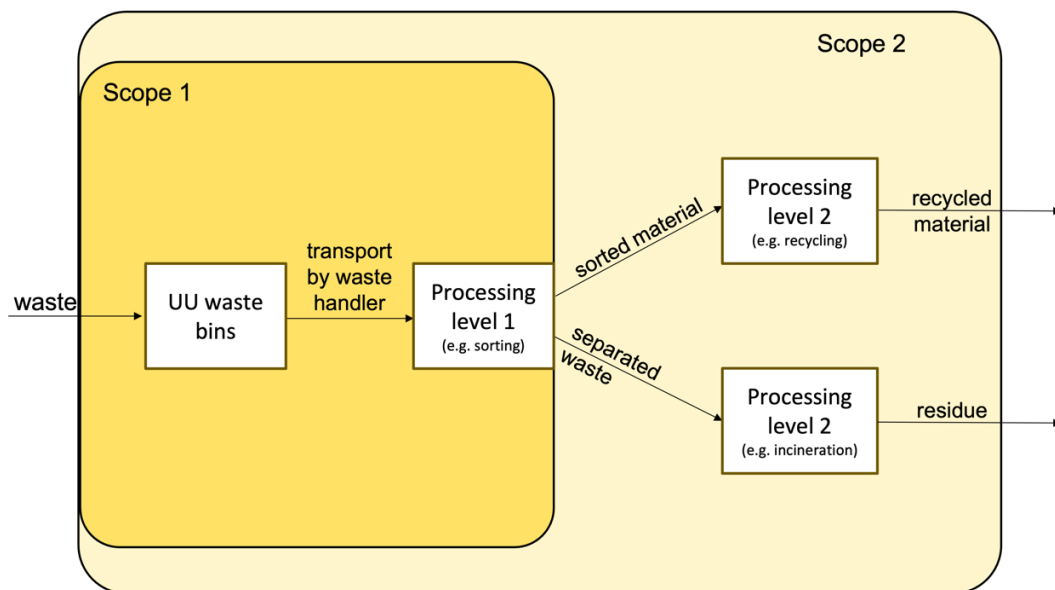 Scope 2
Scope 1
waste
UU waste
bins
transport
by waste
handler
Processing
level 1
(e.g. sorting)
sorted material
separated
waste
Processing
level 2
(e.g. recycling)
recycled
material
Processing
level 2
(e.g. incineration)
residue